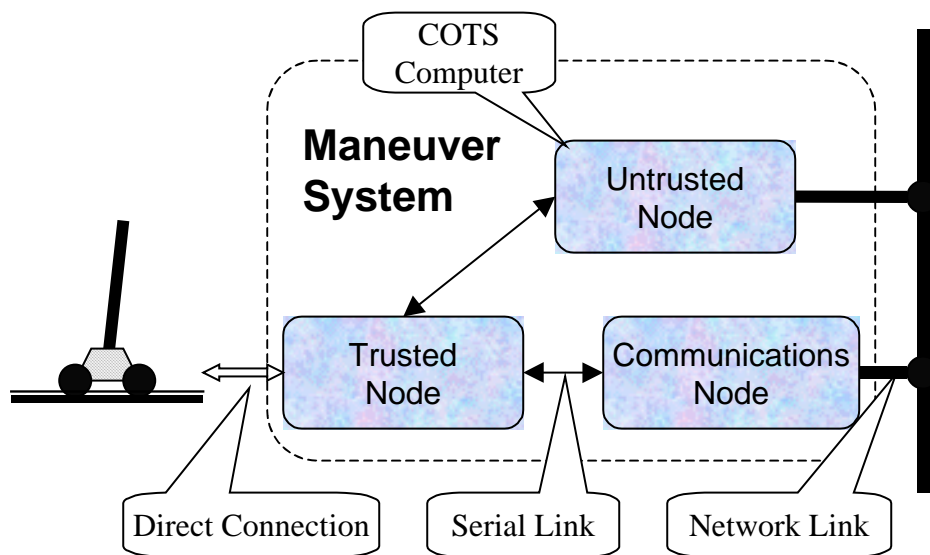 COTS
Computer
Maneuver
System
Untrusted
Node
Trusted
Node
Communications
Node
Direct Connection
Serial Link
Network Link